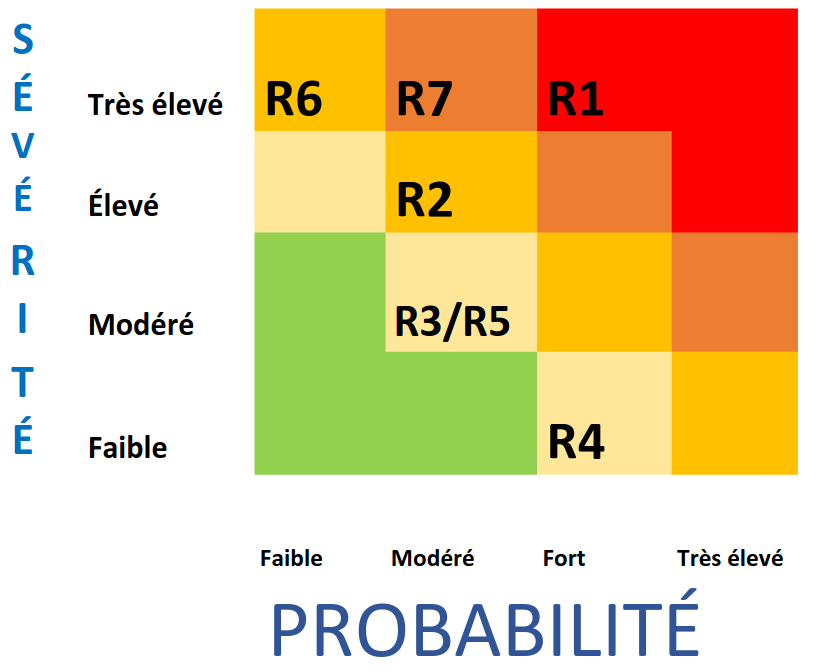 SÉVÉRITÉ
Très élevé R6 R7 R1
Élevé R2
Modéré R3/R5
Faible R4
Faible Modéré Fort Très élevé
PROBABILITÉ